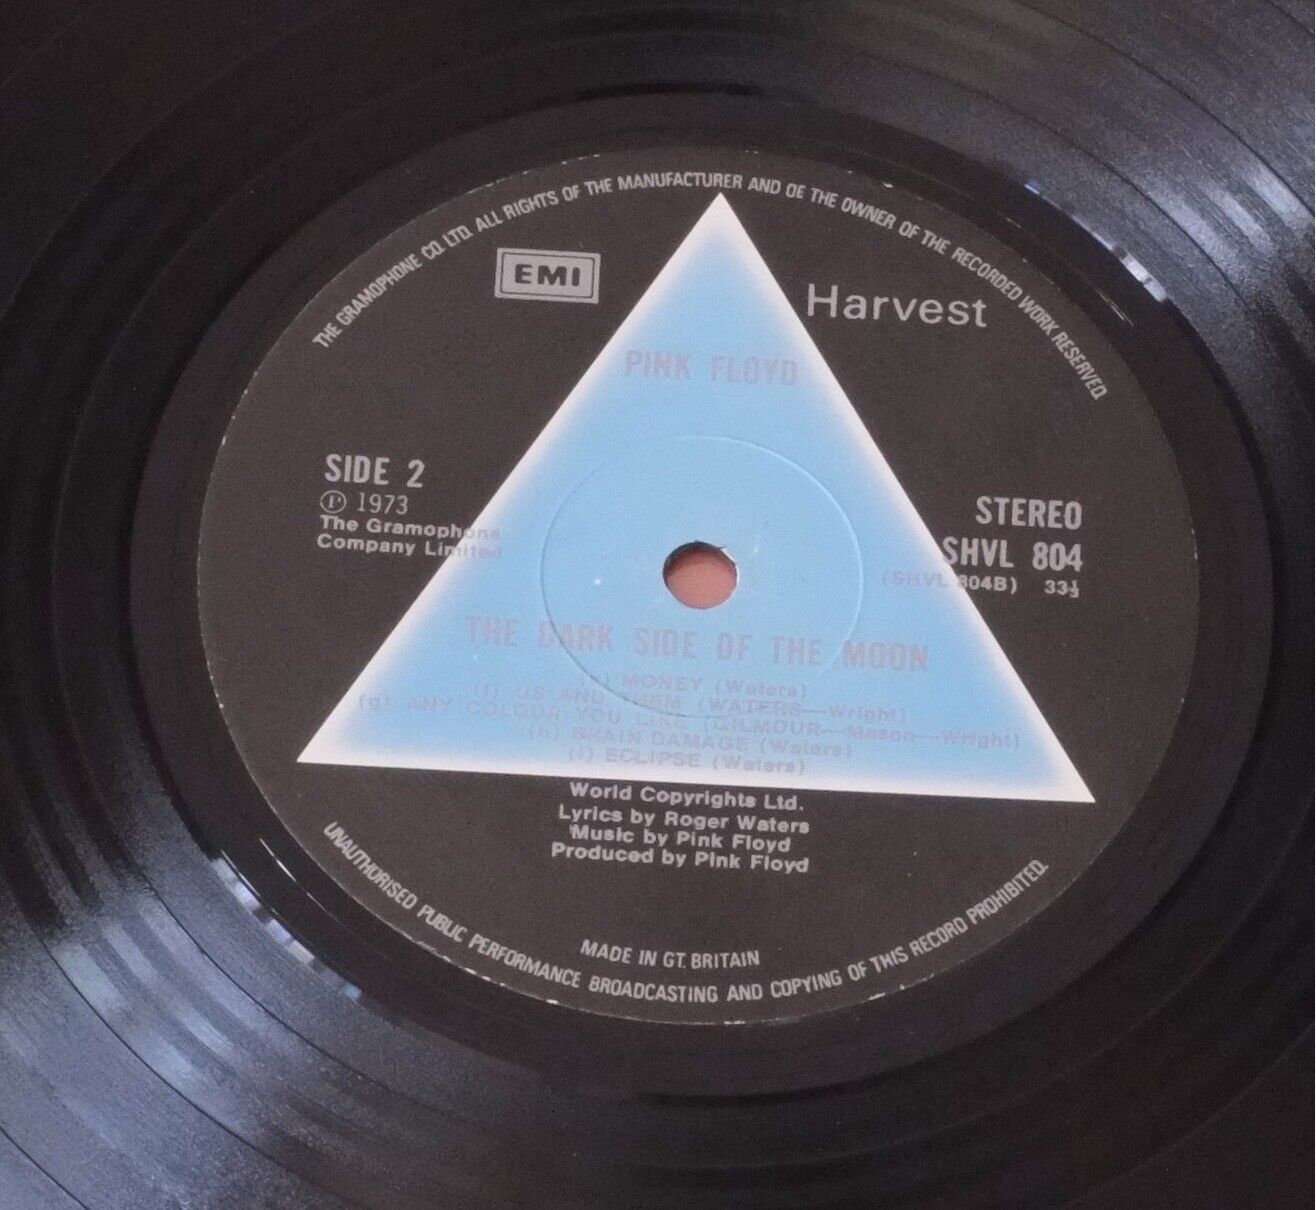 THE GRAMOPHONE CO. LTD. ALL RIGHTS OF THE MANUFACTURER AND OF THE OWNER OF THE RECORDED WORK RESERVED.
EMI
Harvest
PINK FLOYD
SIDE 2
Ⓟ 1973
The Gramophone
Company Limited
STEREO
SHVL 804
(SHVL 804B) 33⅓
THE DARK SIDE OF THE MOON
(e) MONEY (Waters)
(f) US AND THEM (WATERS—Wright)
(g) ANY COLOUR YOU LIKE (GILMOUR—Mason—Wright)
(h) BRAIN DAMAGE (Waters)
(i) ECLIPSE (Waters)
World Copyrights Ltd.
Lyrics by Roger Waters
Music by Pink Floyd
Produced by Pink Floyd
MADE IN GT. BRITAIN
UNAUTHORISED PUBLIC PERFORMANCE BROADCASTING AND COPYING OF THIS RECORD PROHIBITED.